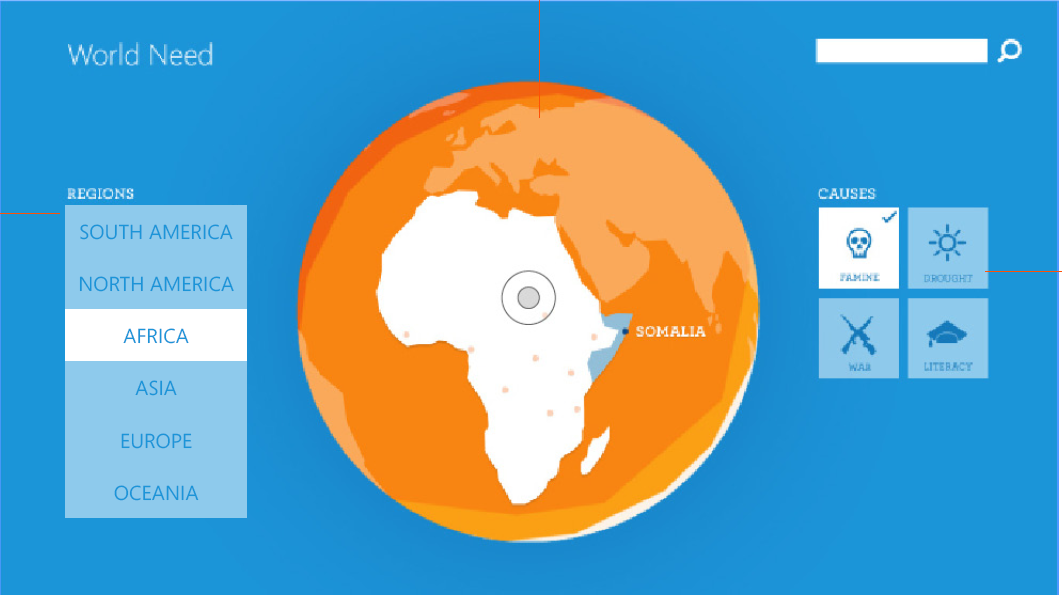 World Need
REGIONS
SOUTH AMERICA
NORTH AMERICA
AFRICA
ASIA
EUROPE
OCEANIA
SOMALIA
CAUSES
FAMINE
DROUGHT
WAR
LITERACY